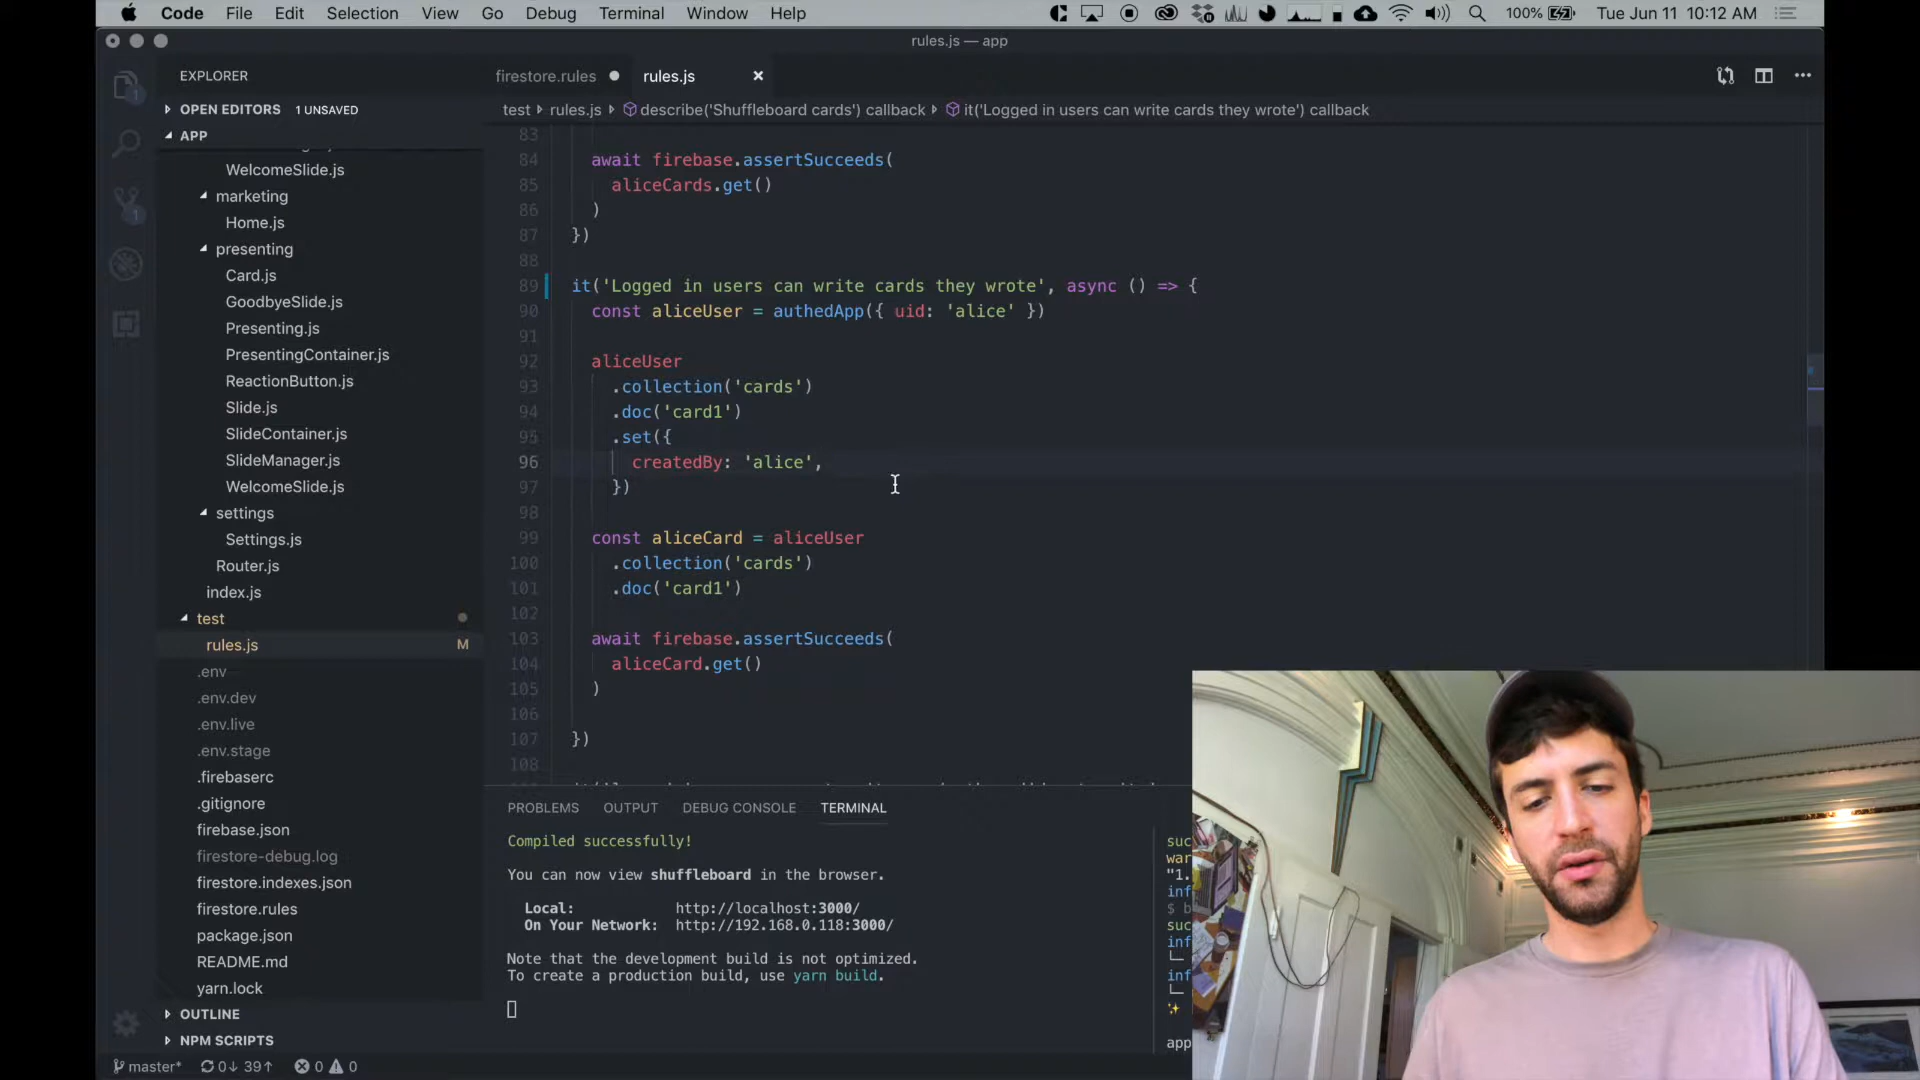 Code File Edit Selection View Go Debug Terminal Window Help 100% Tue Jun 11 10:12 AM
rules.js — app
EXPLORER firestore.rules rules.js
OPEN EDITORS 1 UNSAVED test rules.js describe('Shuffleboard cards') callback it('Logged in users can write cards they wrote') callback
APP
WelcomeSlide.js
marketing
Home.js
presenting
Card.js
GoodbyeSlide.js
Presenting.js
PresentingContainer.js
ReactionButton.js
Slide.js
SlideContainer.js
SlideManager.js
WelcomeSlide.js
settings
Settings.js
Router.js
index.js
test
rules.js M
.env
.env.dev
.env.live
.env.stage
.firebaserc
.gitignore
firebase.json
firestore-debug.log
firestore.indexes.json
firestore.rules
package.json
README.md
yarn.lock
OUTLINE
NPM SCRIPTS
83
84 await firebase.assertSucceeds(
85 aliceCards.get()
86 )
87 })
88
89 it('Logged in users can write cards they wrote', async () => {
90 const aliceUser = authedApp({ uid: 'alice' })
91
92 aliceUser
93 .collection('cards')
94 .doc('card1')
95 .set({
96 createdBy: 'alice',
97 })
98
99 const aliceCard = aliceUser
100 .collection('cards')
101 .doc('card1')
102
103 await firebase.assertSucceeds(
104 aliceCard.get()
105 )
106
107 })
108
PROBLEMS OUTPUT DEBUG CONSOLE TERMINAL
Compiled successfully!
You can now view shuffleboard in the browser.
Local: http://localhost:3000/
On Your Network: http://192.168.0.118:3000/
Note that the development build is not optimized.
To create a production build, use yarn build.
suc
war
"1.
inf
$ b
suc
inf
inf
app
master* 0↓ 39↑ 0 0